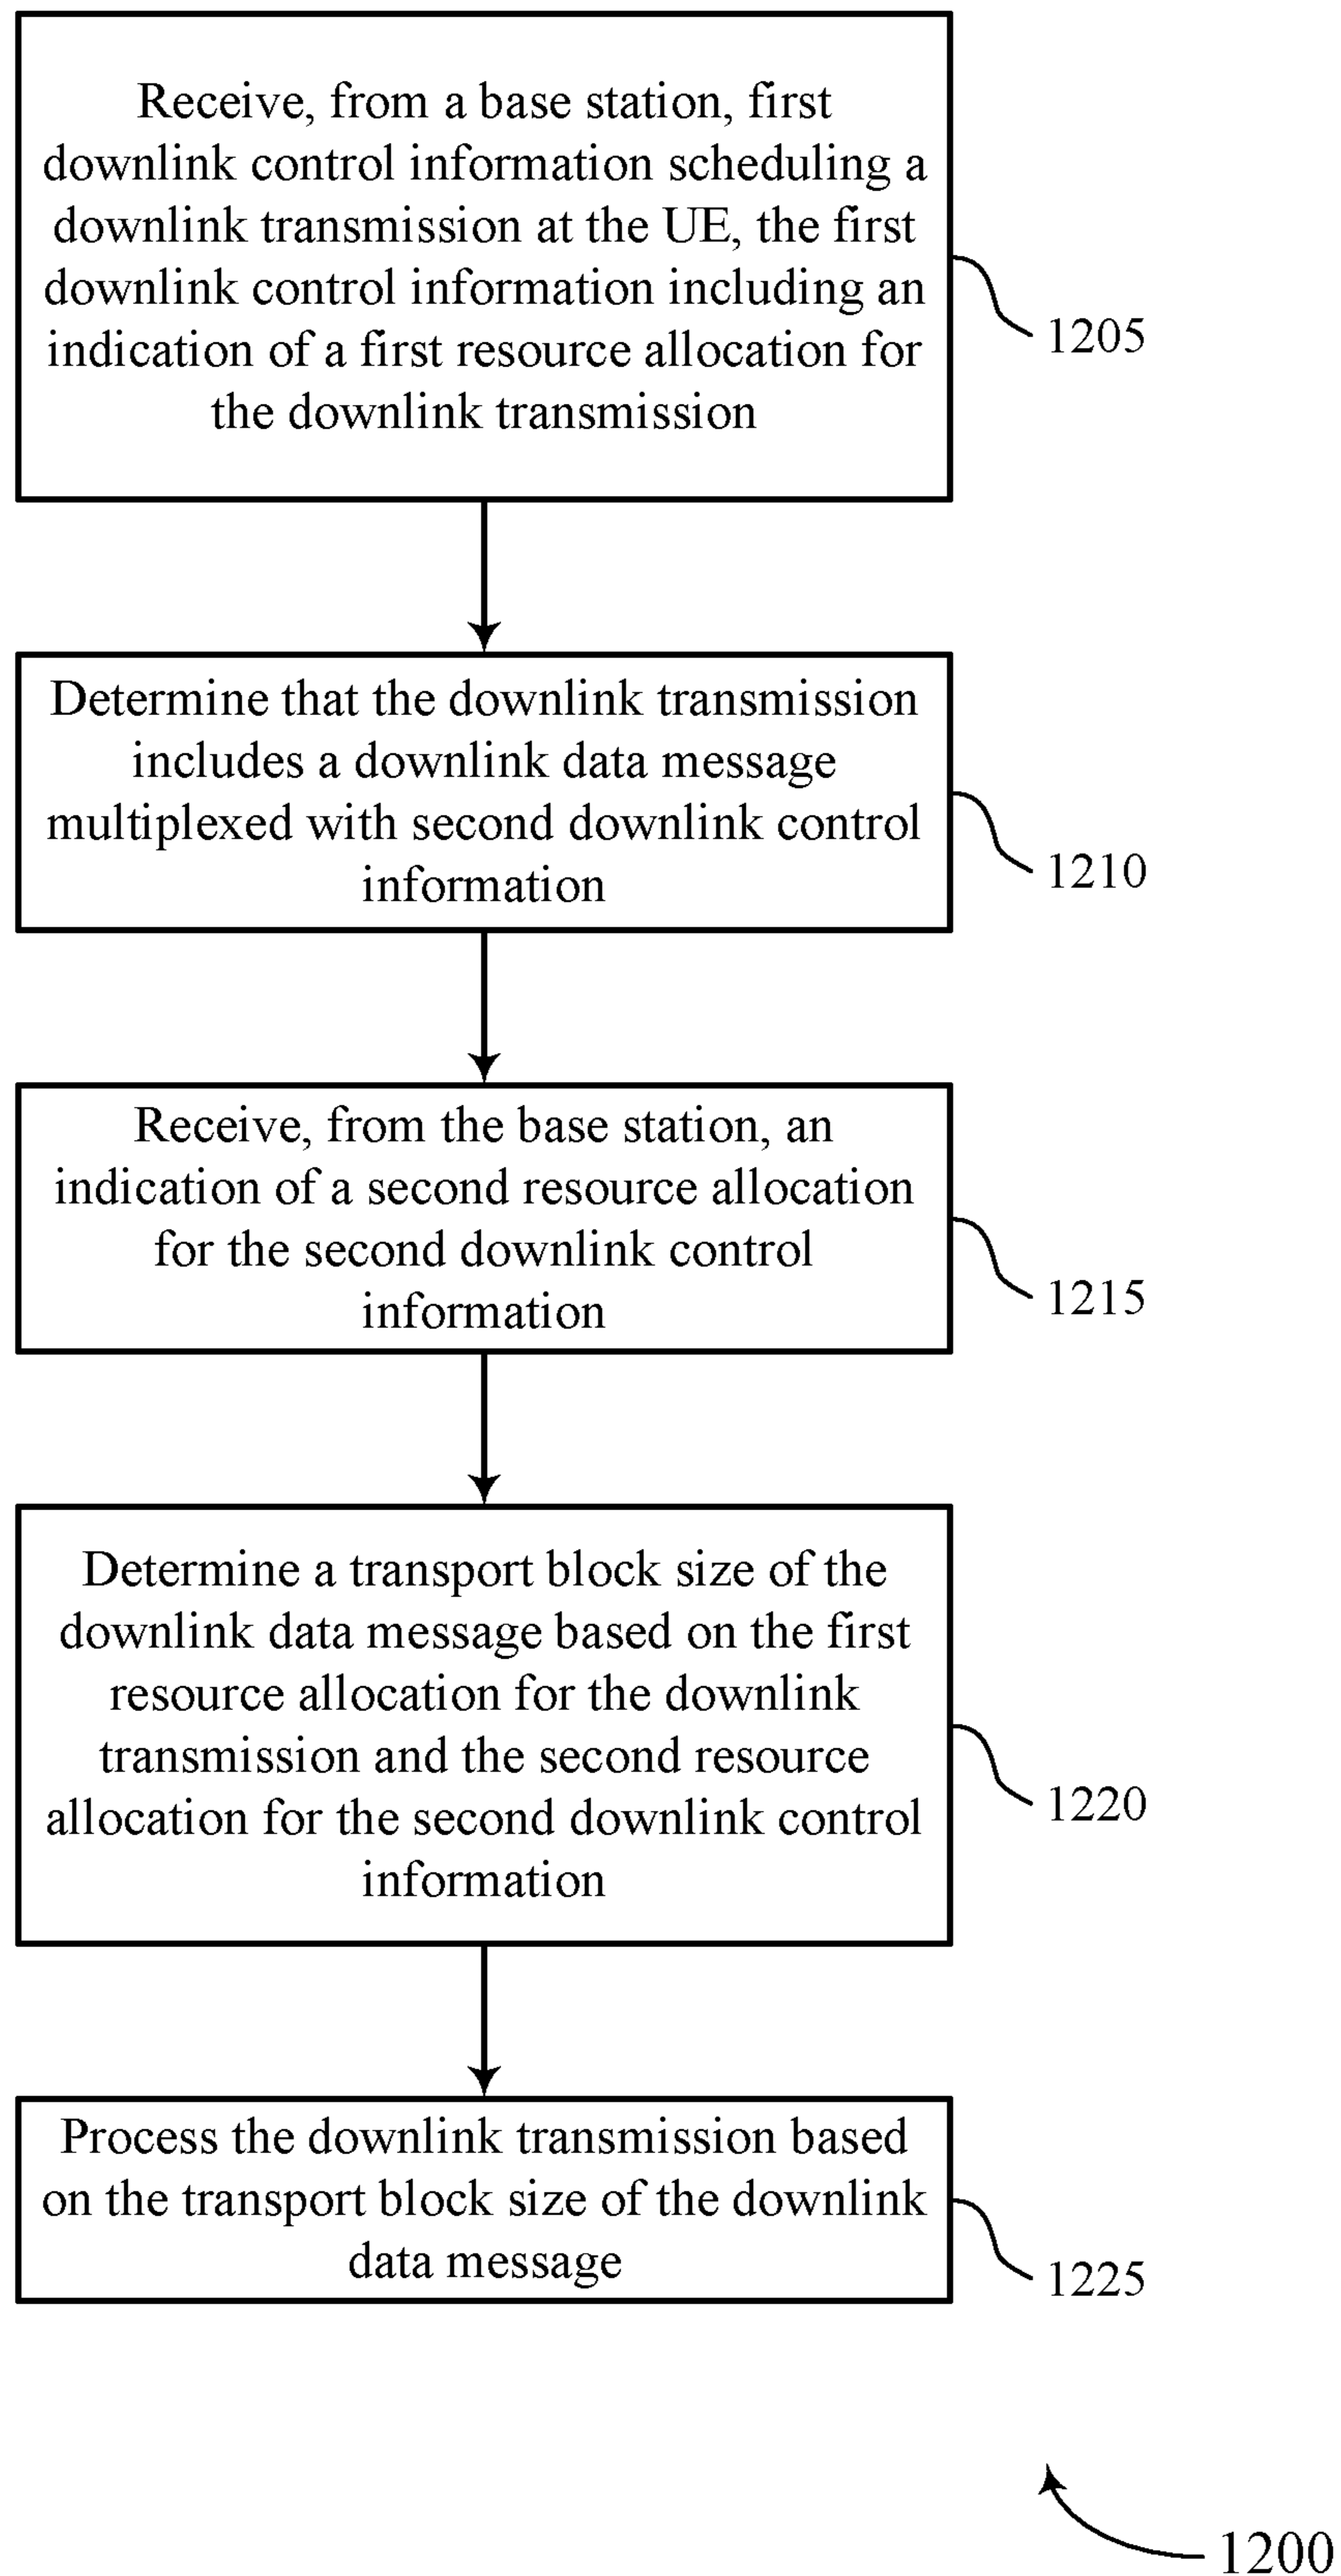 Receive, from a base station, first
downlink control information scheduling a
downlink transmission at the UE, the first
downlink control information including an
indication of a first resource allocation for
the downlink transmission
1205
Determine that the downlink transmission
includes a downlink data message
multiplexed with second downlink control
information
1210
Receive, from the base station, an
indication of a second resource allocation
for the second downlink control
information
1215
Determine a transport block size of the
downlink data message based on the first
resource allocation for the downlink
transmission and the second resource
allocation for the second downlink control
information
1220
Process the downlink transmission based
on the transport block size of the downlink
data message
1225
1200